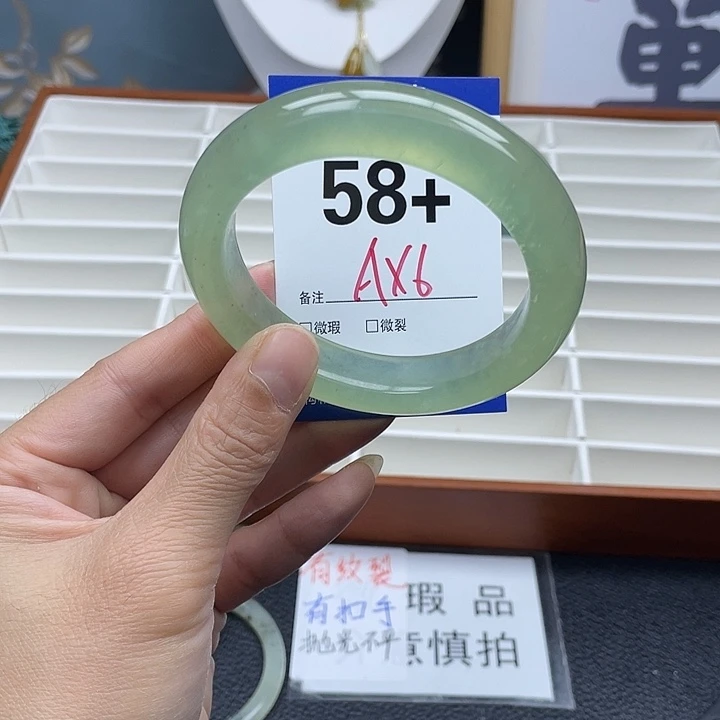 58+
备注 AX6
□微瑕 □微裂
有纹裂
有扣手
抛光不平
瑕品
慎拍